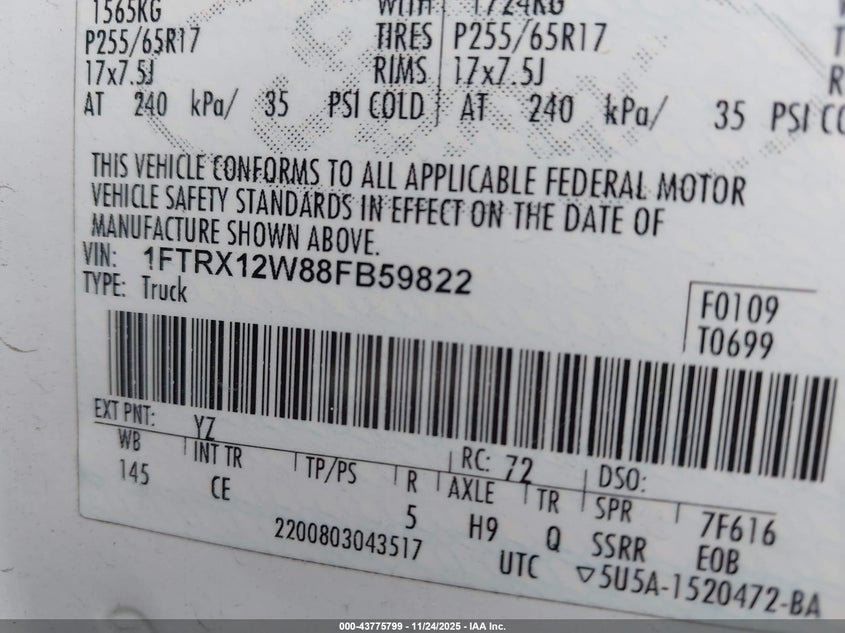 1565KG WITH 1724KG
P255/65R17 TIRES P255/65R17
17x7.5J RIMS 17x7.5J
AT 240 kPa/ 35 PSI COLD AT 240 kPa/ 35 PSI
THIS VEHICLE CONFORMS TO ALL APPLICABLE FEDERAL MOTOR
VEHICLE SAFETY STANDARDS IN EFFECT ON THE DATE OF
MANUFACTURE SHOWN ABOVE.
VIN: 1FTRX12W88FB59822
TYPE: Truck
F0109
T0699
EXT PNT: YZ RC: 72 DSO:
WB INT TR TP/PS R AXLE TR SPR 7F616
145 CE 5 H9 Q SSRR EOB
2200803043517 UTC ▽5U5A-1520472-BA
000-43775799 - 11/24/2025 - IAA Inc.